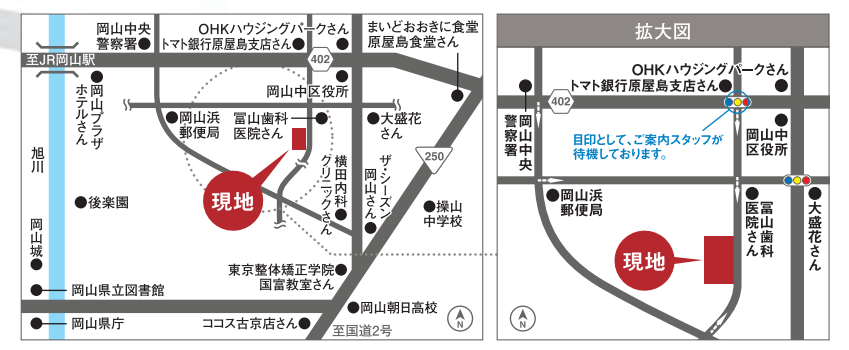 岡山中央
警察署
OHKハウジングパークさん
トマト銀行原屋島支店さん
まいどおおきに食堂
原屋島食堂さん
至JR岡山駅
402
岡山プラザ
ホテルさん
岡山中区役所
岡山浜
郵便局
冨山歯科
医院さん
大盛花
さん
旭川
250
現地
横田内科
クリニックさん
ザ・シーズン
岡山さん
後楽園
操山
中学校
岡山城
東京整体矯正学院
国富教室さん
岡山県立図書館
岡山朝日高校
岡山県庁
ココス古京店さん
至国道2号
N
拡大図
OHKハウジングパークさん
トマト銀行原屋島支店さん
402
岡山中央
警察署
目印として、ご案内スタッフが
待機しております。
岡山中
区役所
岡山浜
郵便局
冨山歯科
医院さん
大盛花さん
現地
N